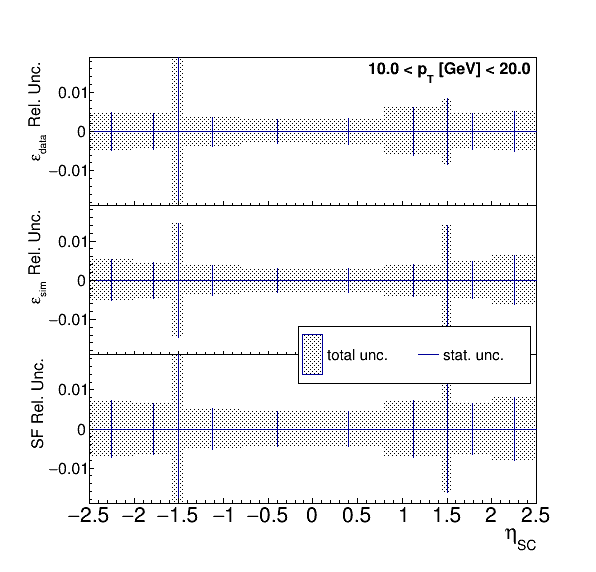 10.0 < p_T [GeV] < 20.0
ε_data Rel. Unc.
0.01
0
−0.01
ε_sim Rel. Unc.
0.01
0
−0.01
total unc.
stat. unc.
SF Rel. Unc.
0.01
0
−0.01
−2.5 −2 −1.5 −1 −0.5 0 0.5 1 1.5 2 2.5
η_SC